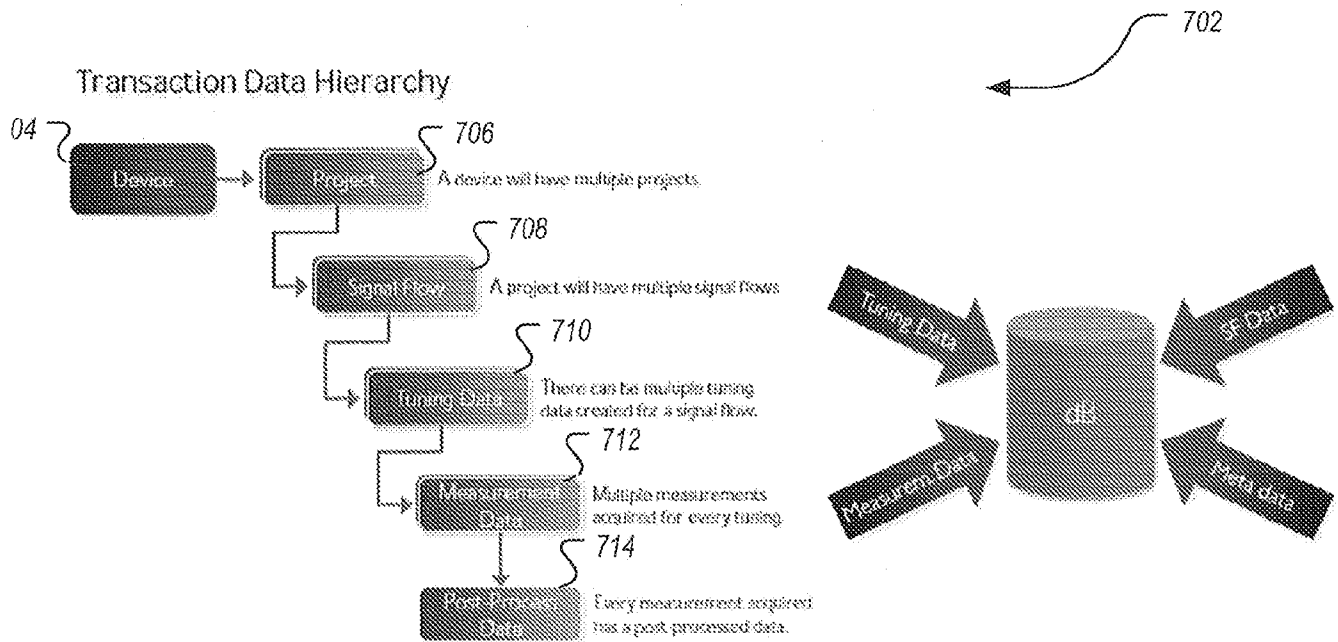 702
Transaction Data Hierarchy
04
706
Device
Project
A device will have multiple projects.
708
Signal Flow
A project will have multiple signal flows
710
Tuning Data
There can be multiple tuning
data created for a signal flow.
712
Measurement
Data
Multiple measurements
acquired for every tuning.
714
Post-Process
Data
Every measurement acquired
has a post processed data.
Tuning Data
F Data
dB
Measurem. Data
Meta data